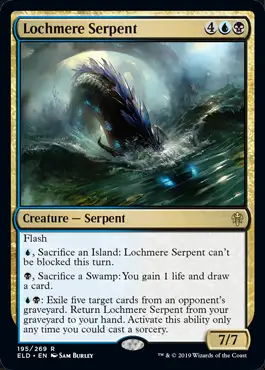 Lochmere Serpent 4
Creature — Serpent
Flash
, Sacrifice an Island: Lochmere Serpent can't
be blocked this turn.
, Sacrifice a Swamp: You gain 1 life and draw
a card.
: Exile five target cards from an opponent's
graveyard. Return Lochmere Serpent from your
graveyard to your hand. Activate this ability only
any time you could cast a sorcery.
7/7
195/269 R
ELD • EN SAM BURLEY
™ & © 2019 Wizards of the Coast